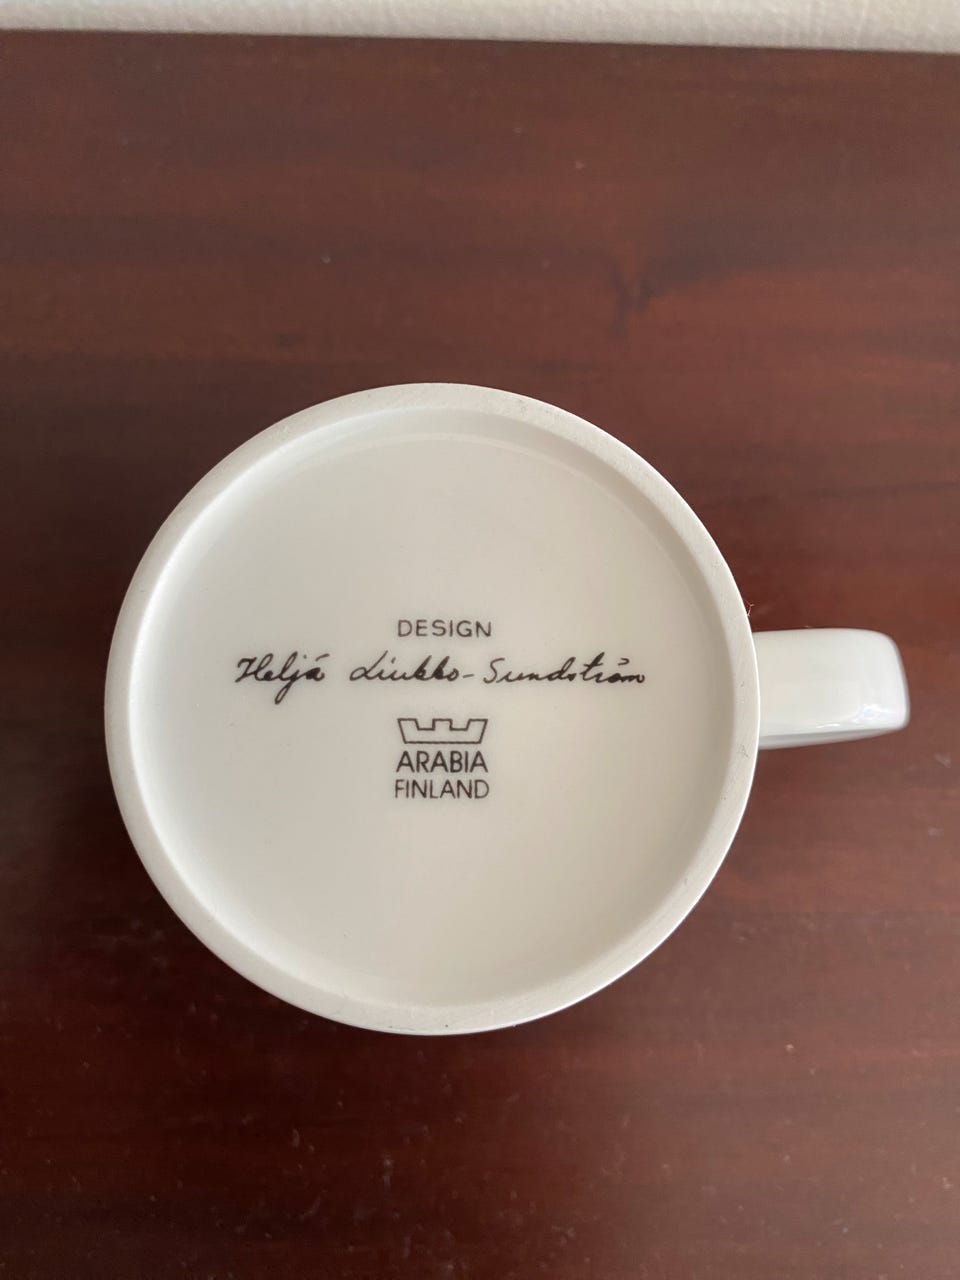 DESIGN
Heljä Liukko-Sundström
ARABIA
FINLAND